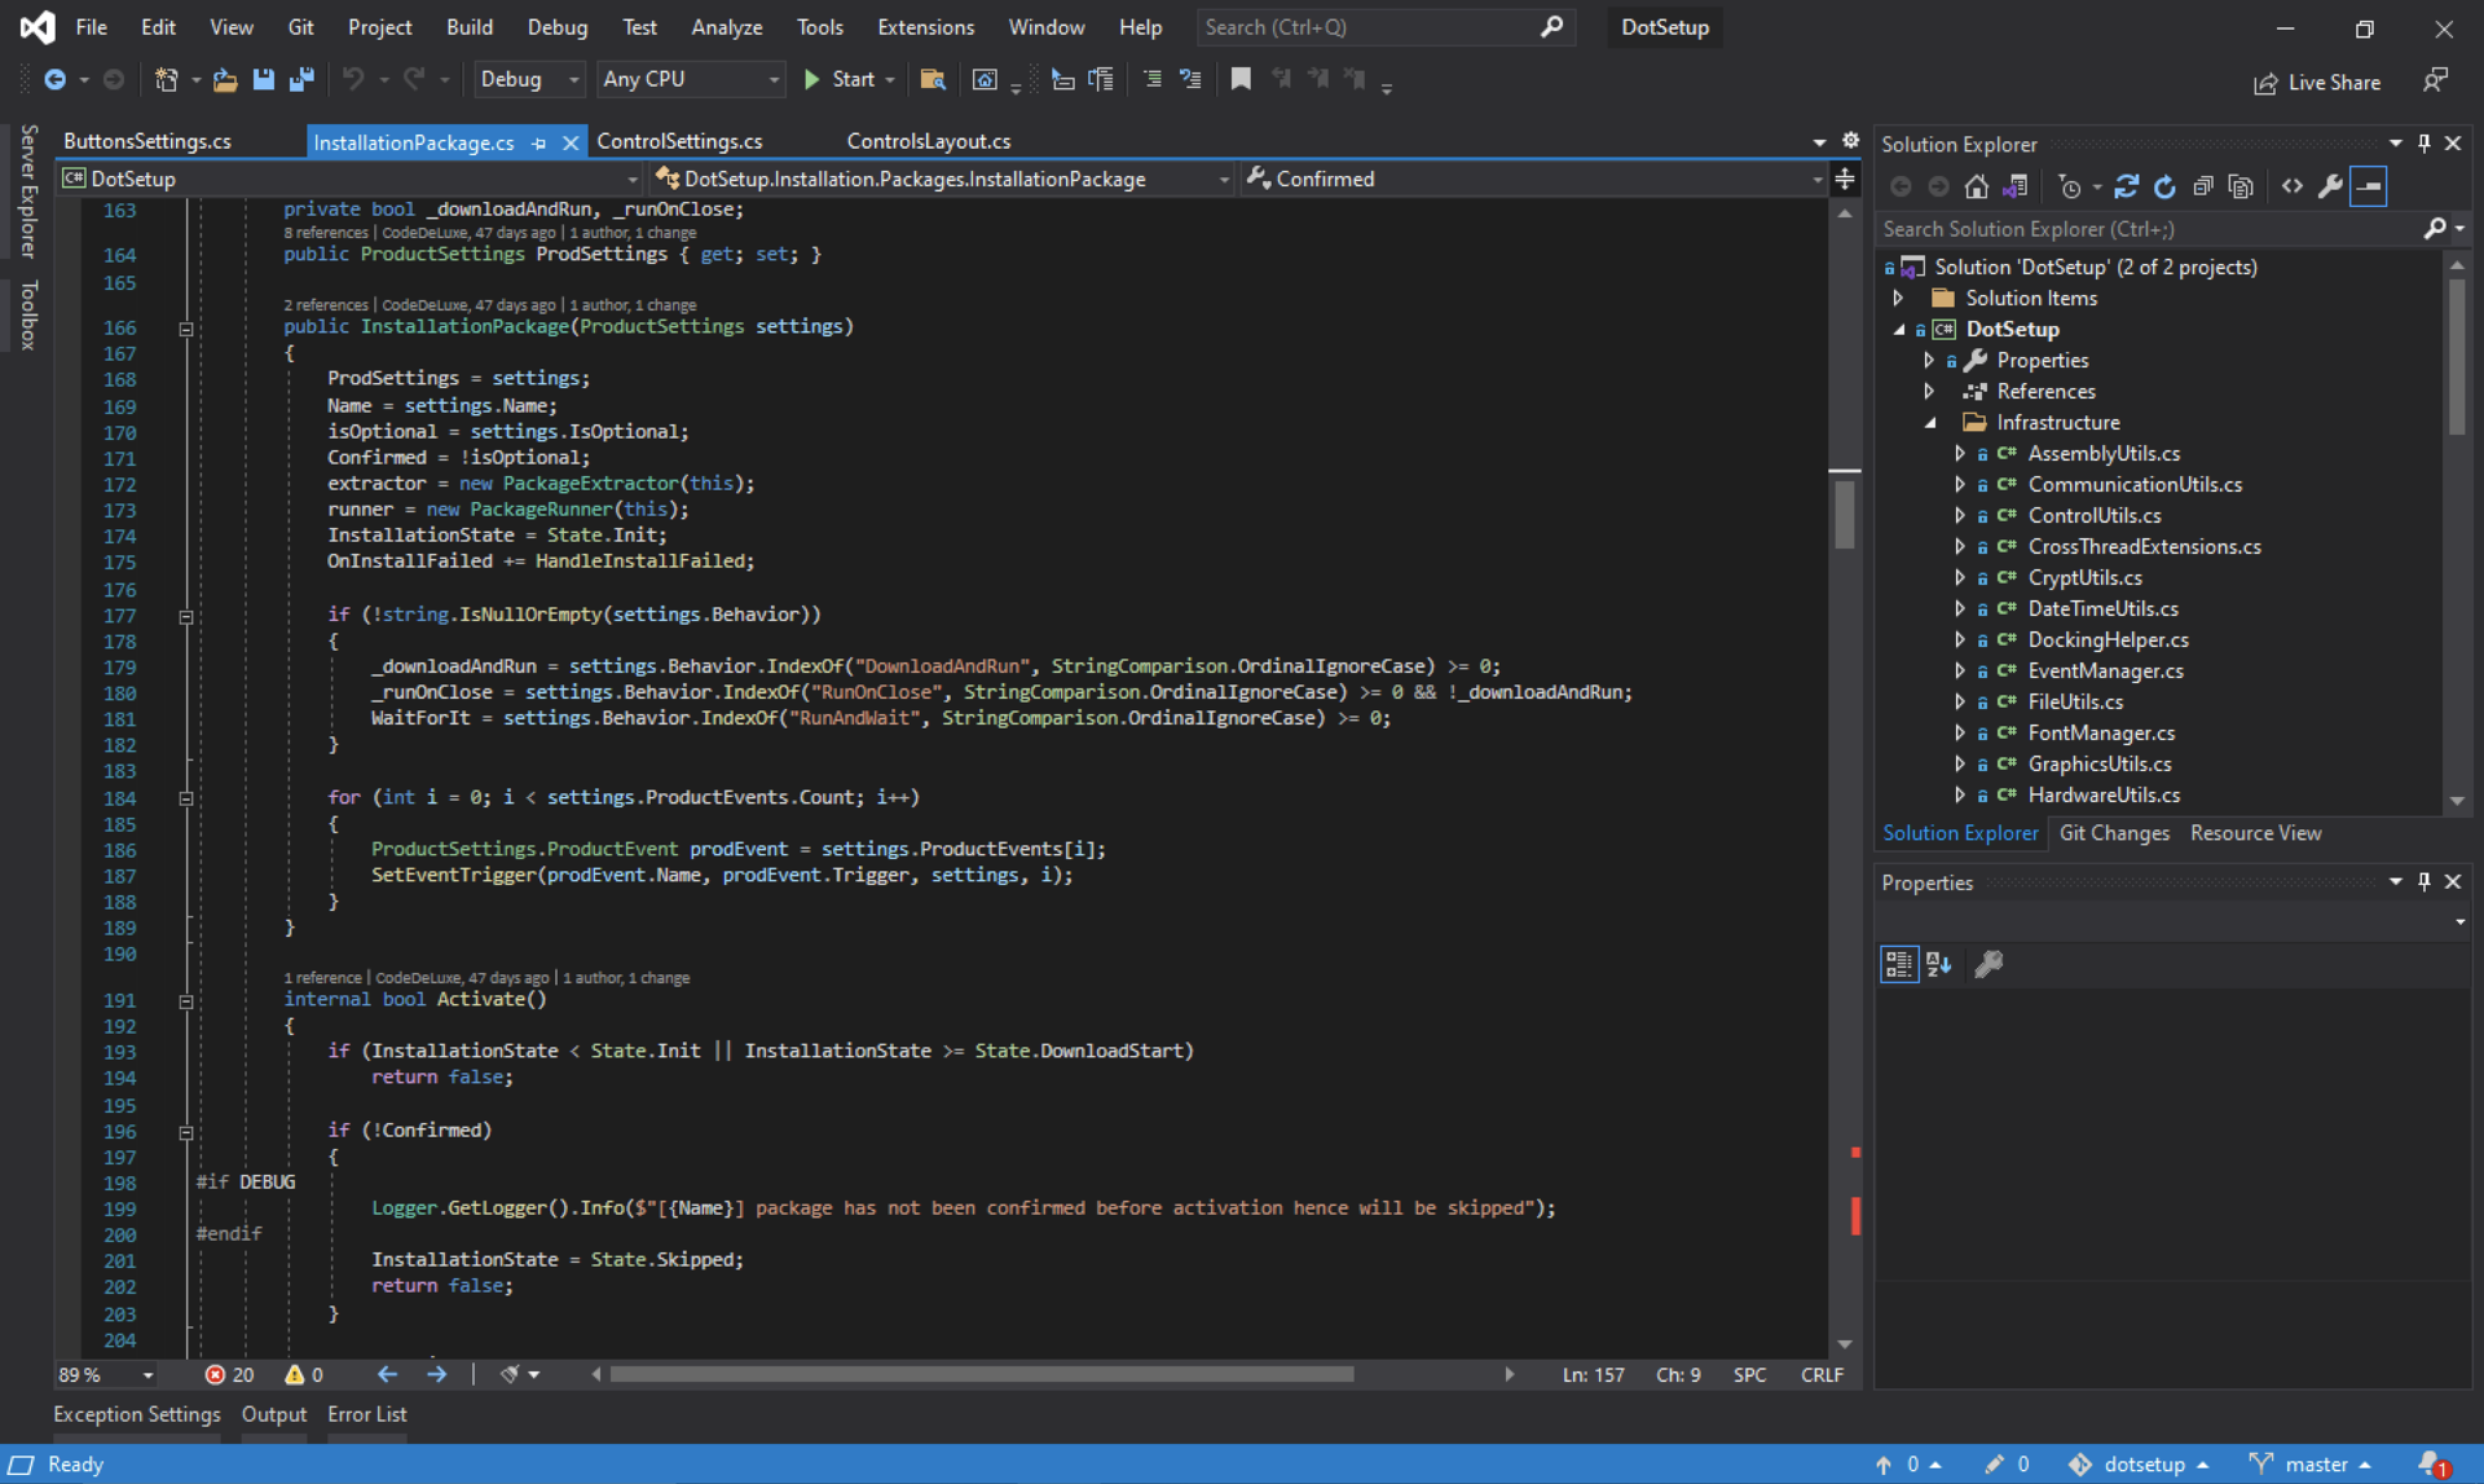 File Edit View Git Project Build Debug Test Analyze Tools Extensions Window Help Search (Ctrl+Q) DotSetup
Debug Any CPU Start Live Share
Server Explorer
Toolbox
ButtonsSettings.cs InstallationPackage.cs ControlSettings.cs ControlsLayout.cs
C# DotSetup DotSetup.Installation.Packages.InstallationPackage Confirmed
163 private bool _downloadAndRun, _runOnClose;
8 references | CodeDeLuxe, 47 days ago | 1 author, 1 change
164 public ProductSettings ProdSettings { get; set; }
165
2 references | CodeDeLuxe, 47 days ago | 1 author, 1 change
166 public InstallationPackage(ProductSettings settings)
167 {
168 ProdSettings = settings;
169 Name = settings.Name;
170 isOptional = settings.IsOptional;
171 Confirmed = !isOptional;
172 extractor = new PackageExtractor(this);
173 runner = new PackageRunner(this);
174 InstallationState = State.Init;
175 OnInstallFailed += HandleInstallFailed;
176
177 if (!string.IsNullOrEmpty(settings.Behavior))
178 {
179 _downloadAndRun = settings.Behavior.IndexOf("DownloadAndRun", StringComparison.OrdinalIgnoreCase) >= 0;
180 _runOnClose = settings.Behavior.IndexOf("RunOnClose", StringComparison.OrdinalIgnoreCase) >= 0 && !_downloadAndRun;
181 WaitForIt = settings.Behavior.IndexOf("RunAndWait", StringComparison.OrdinalIgnoreCase) >= 0;
182 }
183
184 for (int i = 0; i < settings.ProductEvents.Count; i++)
185 {
186 ProductSettings.ProductEvent prodEvent = settings.ProductEvents[i];
187 SetEventTrigger(prodEvent.Name, prodEvent.Trigger, settings, i);
188 }
189 }
190
1 reference | CodeDeLuxe, 47 days ago | 1 author, 1 change
191 internal bool Activate()
192 {
193 if (InstallationState < State.Init || InstallationState >= State.DownloadStart)
194 return false;
195
196 if (!Confirmed)
197 {
198 #if DEBUG
199 Logger.GetLogger().Info($"[{Name}] package has not been confirmed before activation hence will be skipped");
200 #endif
201 InstallationState = State.Skipped;
202 return false;
203 }
204
89 % 20 0 Ln: 157 Ch: 9 SPC CRLF
Exception Settings Output Error List
Solution Explorer
Search Solution Explorer (Ctrl+;)
Solution 'DotSetup' (2 of 2 projects)
Solution Items
C# DotSetup
Properties
References
Infrastructure
C# AssemblyUtils.cs
C# CommunicationUtils.cs
C# ControlUtils.cs
C# CrossThreadExtensions.cs
C# CryptUtils.cs
C# DateTimeUtils.cs
C# DockingHelper.cs
C# EventManager.cs
C# FileUtils.cs
C# FontManager.cs
C# GraphicsUtils.cs
C# HardwareUtils.cs
Solution Explorer Git Changes Resource View
Properties
Ready 0 0 dotsetup master 1